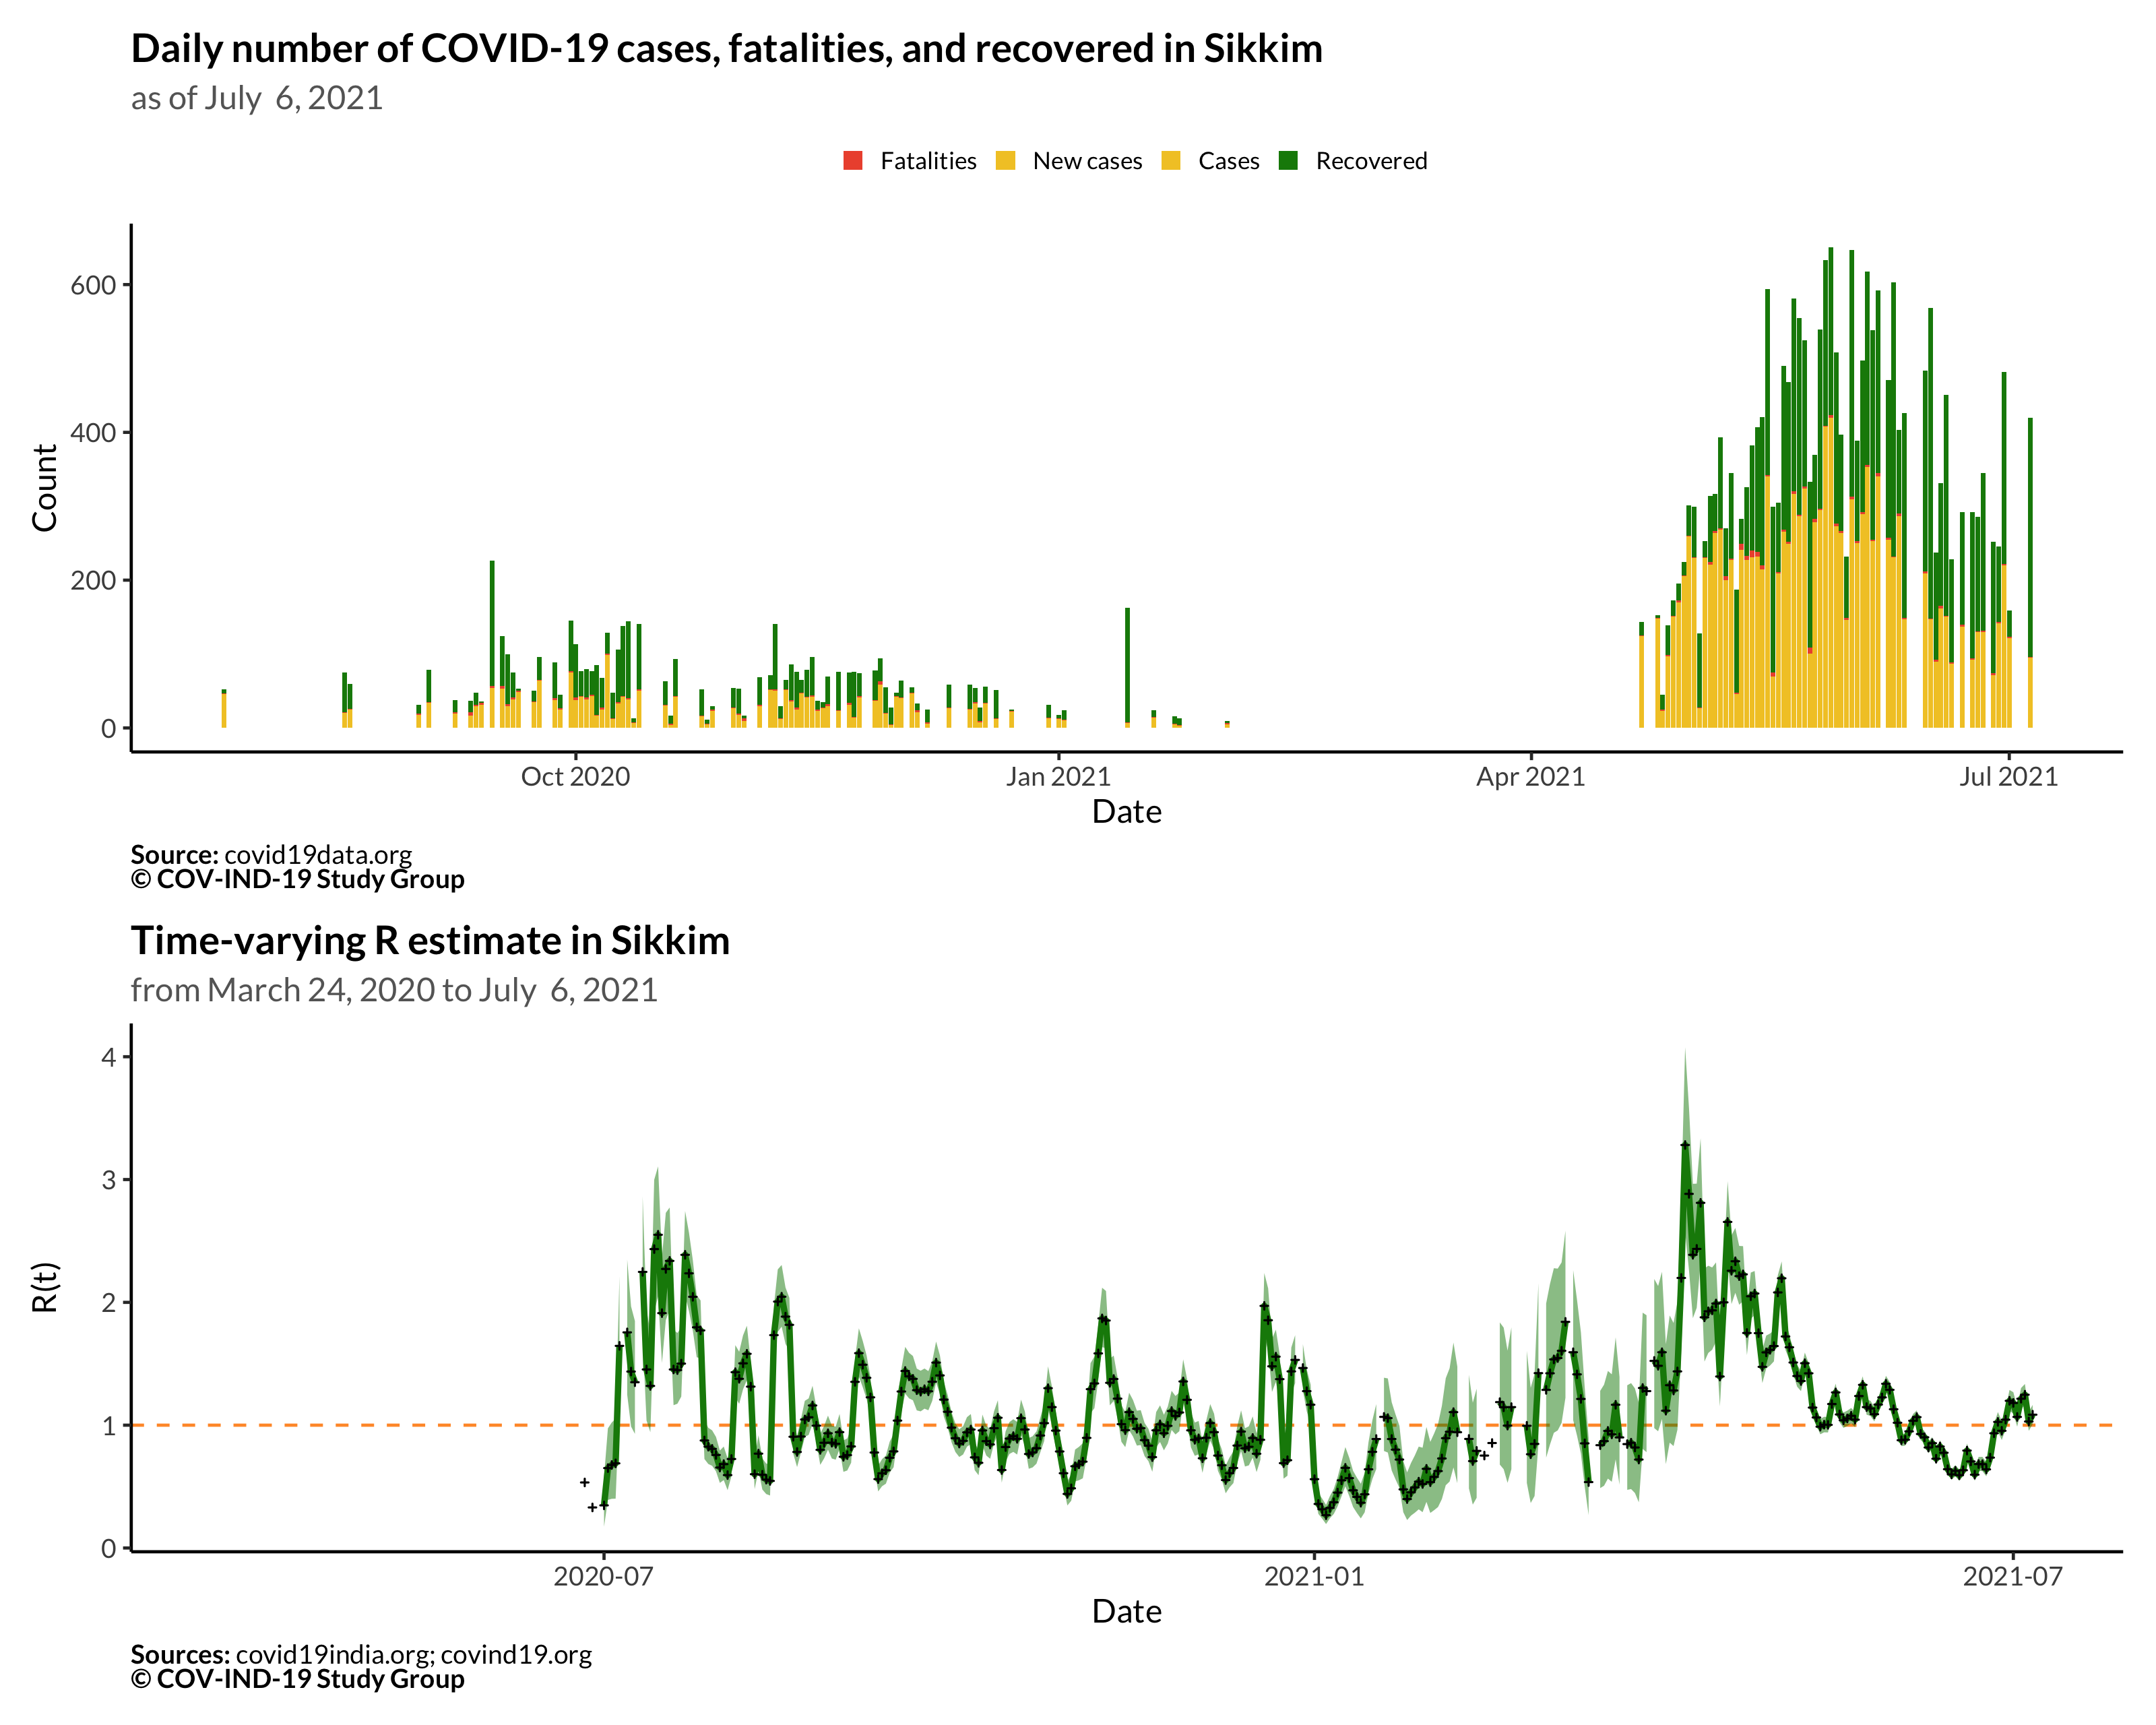 Daily number of COVID-19 cases, fatalities, and recovered in Sikkim
as of July  6, 2021
Fatalities New cases Cases Recovered
Count
600
400
200
0
Oct 2020 Jan 2021 Apr 2021 Jul 2021
Date
Source: covid19data.org
© COV-IND-19 Study Group
Time-varying R estimate in Sikkim
from March 24, 2020 to July  6, 2021
R(t)
4
3
2
1
0
2020-07 2021-01 2021-07
Date
Sources: covid19india.org; covind19.org
© COV-IND-19 Study Group